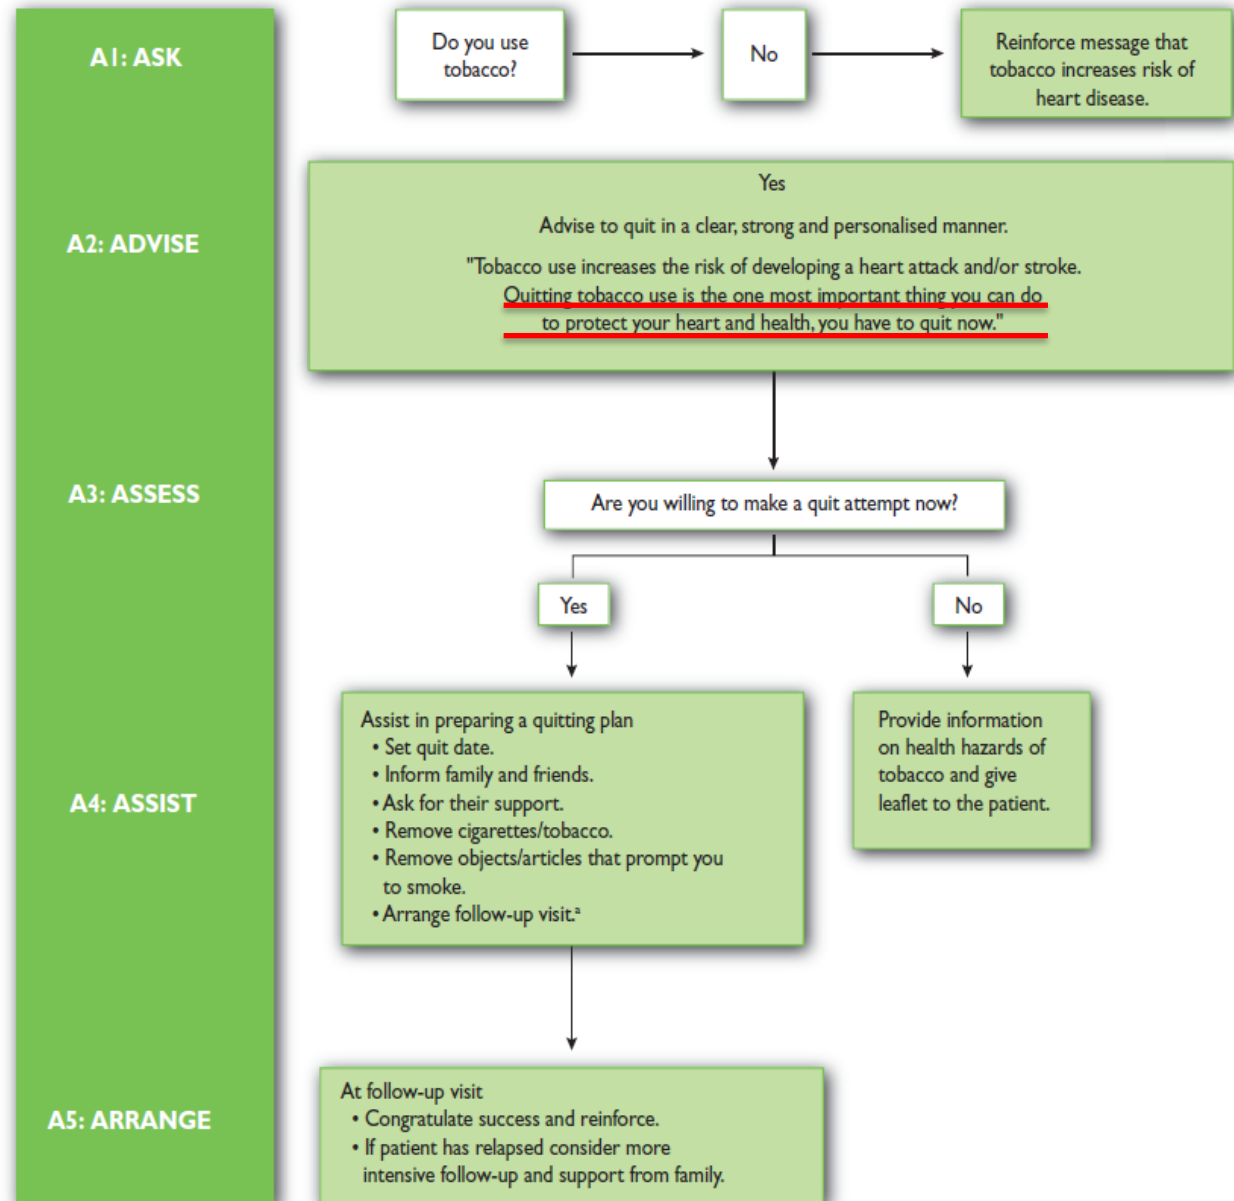 A1: ASK
Do you use
tobacco?
No
Reinforce message that
tobacco increases risk of
heart disease.
A2: ADVISE
Yes
Advise to quit in a clear, strong and personalised manner.
"Tobacco use increases the risk of developing a heart attack and/or stroke.
Quitting tobacco use is the one most important thing you can do
to protect your heart and health, you have to quit now."
A3: ASSESS
Are you willing to make a quit attempt now?
Yes
No
A4: ASSIST
Assist in preparing a quitting plan
• Set quit date.
• Inform family and friends.
• Ask for their support.
• Remove cigarettes/tobacco.
• Remove objects/articles that prompt you
to smoke.
• Arrange follow-up visit.ª
Provide information
on health hazards of
tobacco and give
leaflet to the patient.
A5: ARRANGE
At follow-up visit
• Congratulate success and reinforce.
• If patient has relapsed consider more
intensive follow-up and support from family.